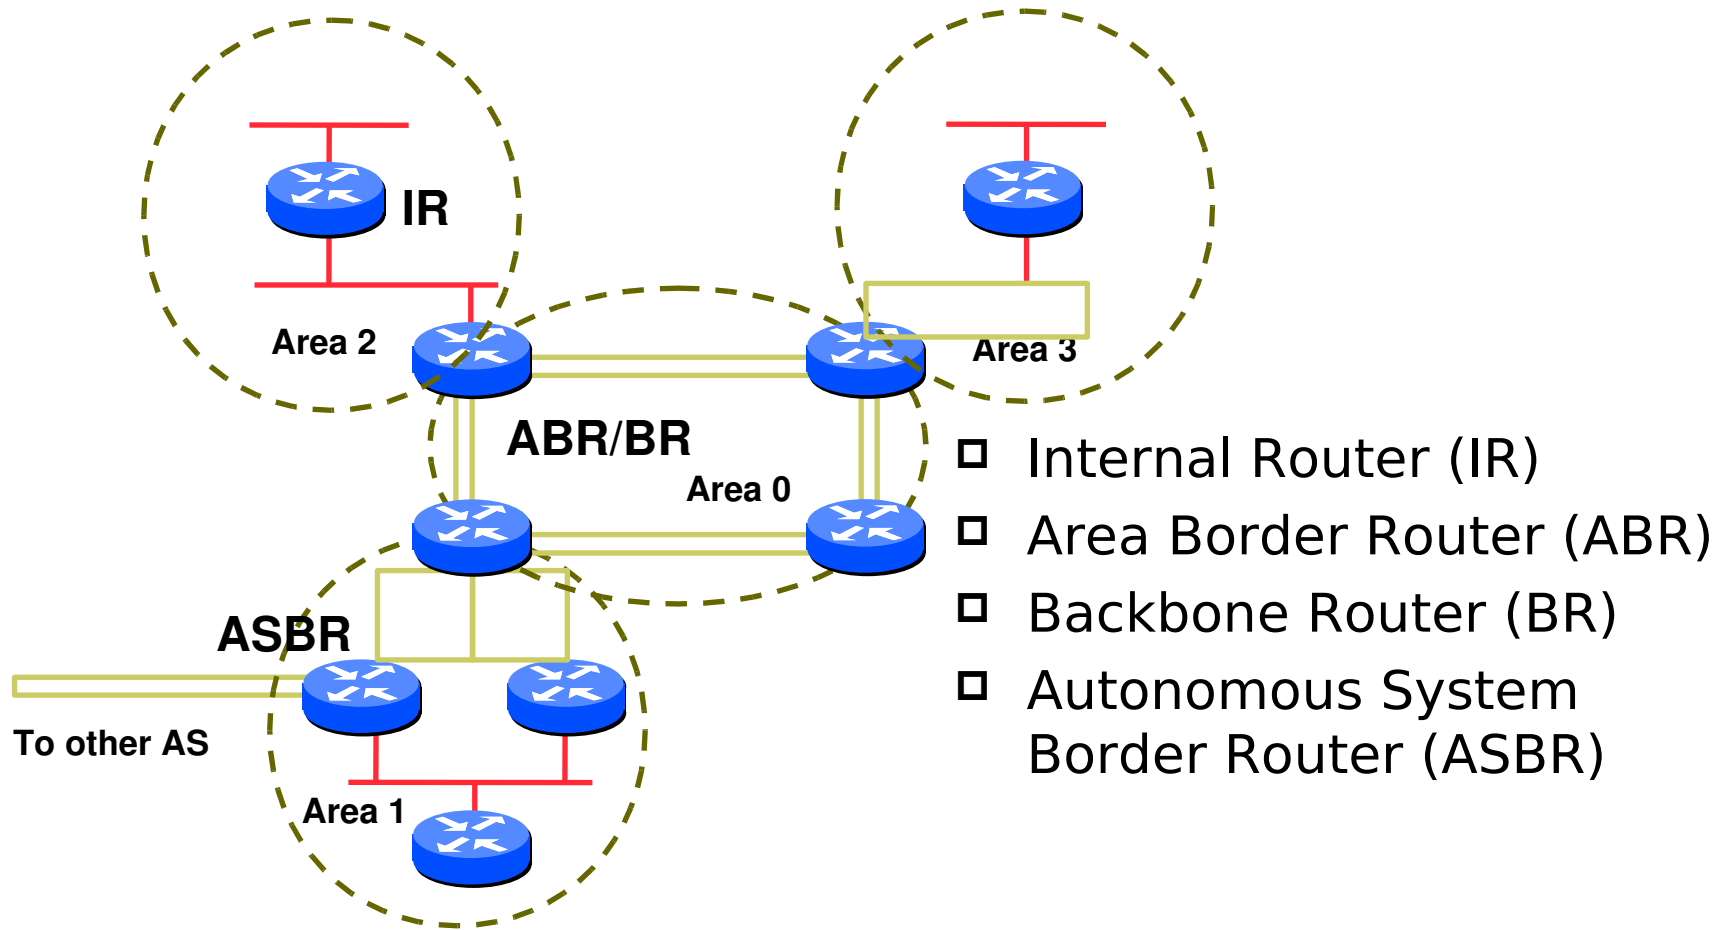 IR
Area 2
Area 3
ABR/BR
Area 0
ASBR
To other AS
Area 1
Internal Router (IR)
Area Border Router (ABR)
Backbone Router (BR)
Autonomous System
Border Router (ASBR)